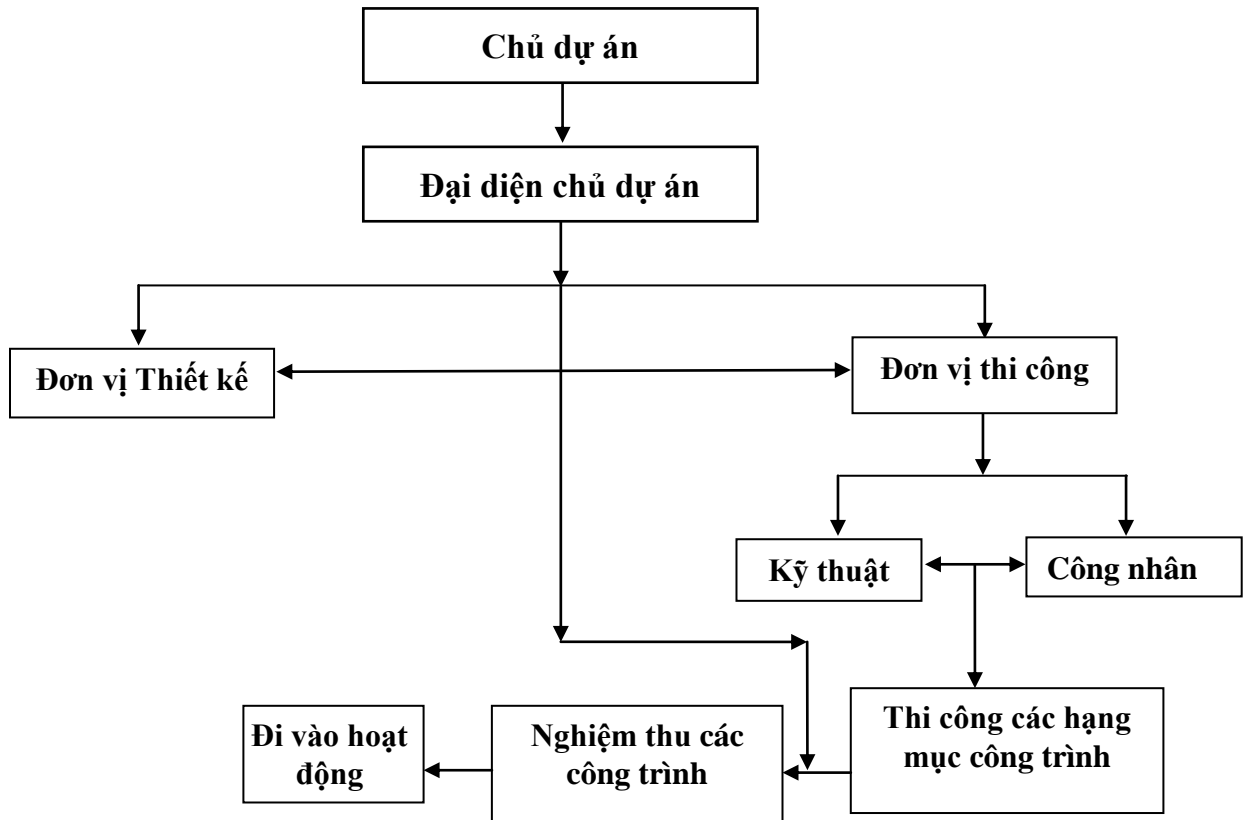 Chủ dự án
Đại diện chủ dự án
Đơn vị Thiết kế
Đơn vị thi công
Kỹ thuật
Công nhân
Đi vào hoạt
động
Nghiệm thu các
công trình
Thi công các hạng
mục công trình